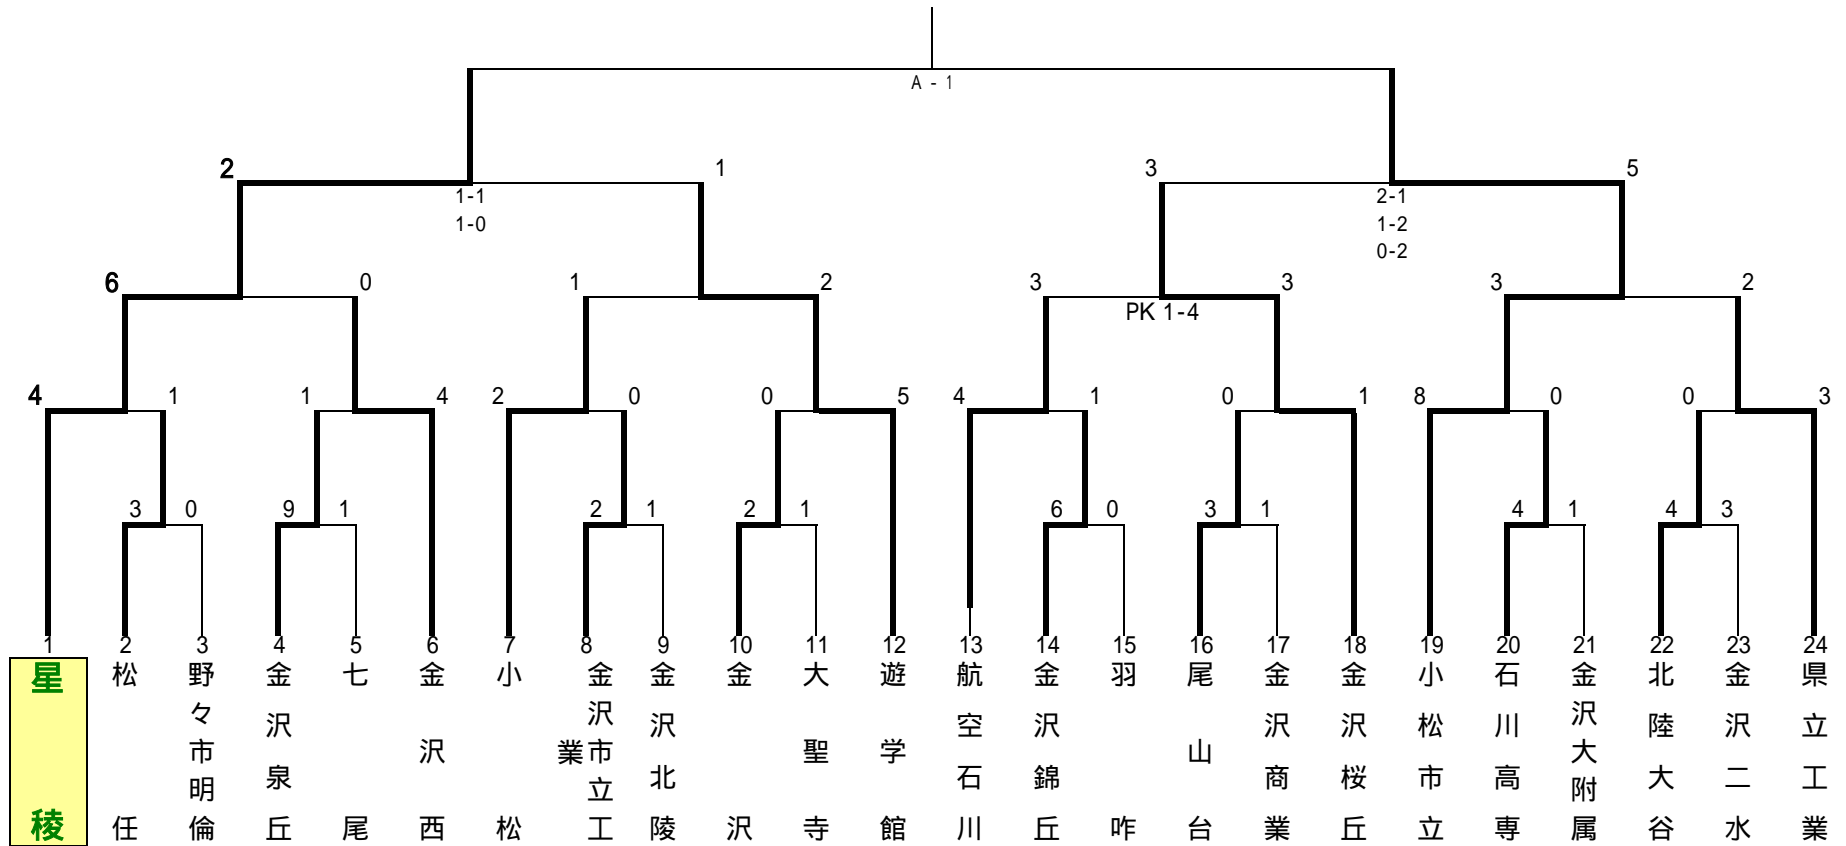 A - 1
2 1 3 5
1-1 2-1
1-0 1-2
0-2
6 0 1 2 3 3 3 2
PK 1-4
4 1 1 4 2 0 0 5 4 1 0 1 8 0 0 3
3 0 9 1 2 1 2 1 6 0 3 1 4 1 4 3
1 2 3 4 5 6 7 8 9 10 11 12 13 14 15 16 17 18 19 20 21 22 23 24
星稜
松任
野々市明倫
金沢泉丘
七尾
金沢西
小松
金沢市立工業
金沢北陵
金沢
大聖寺
遊学館
航空石川
金沢錦丘
羽咋
尾山台
金沢商業
金沢桜丘
小松市立
石川高専
金沢大附属
北陸大谷
金沢二水
県立工業